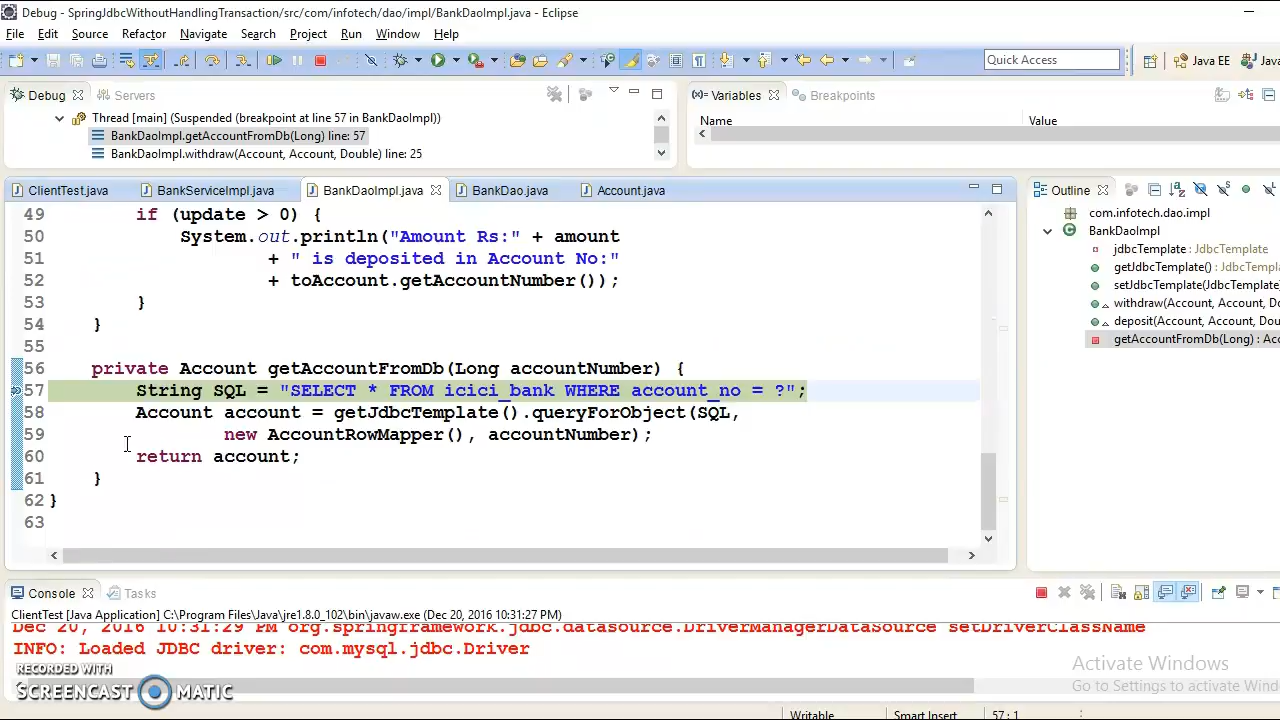 Debug - SpringJdbcWithoutHandlingTransaction/src/com/infotech/dao/impl/BankDaoImpl.java - Eclipse
File Edit Source Refactor Navigate Search Project Run Window Help
Quick Access Java EE Java
Debug Servers
Thread [main] (Suspended (breakpoint at line 57 in BankDaoImpl))
BankDaoImpl.getAccountFromDb(Long) line: 57
BankDaoImpl.withdraw(Account, Account, Double) line: 25
(x)= Variables Breakpoints
Name Value
ClientTest.java BankServiceImpl.java BankDaoImpl.java BankDao.java Account.java
49 if (update > 0) {
50 System.out.println("Amount Rs:" + amount
51 + " is deposited in Account No:"
52 + toAccount.getAccountNumber());
53 }
54 }
55
56 private Account getAccountFromDb(Long accountNumber) {
57 String SQL = "SELECT * FROM icici_bank WHERE account_no = ?";
58 Account account = getJdbcTemplate().queryForObject(SQL,
59 new AccountRowMapper(), accountNumber);
60 return account;
61 }
62 }
63
Outline
com.infotech.dao.impl
BankDaoImpl
jdbcTemplate : JdbcTemplate
getJdbcTemplate() : JdbcTempl
setJdbcTemplate(JdbcTemplate)
withdraw(Account, Account, Do
deposit(Account, Account, Dou
getAccountFromDb(Long) : Acc
Console Tasks
ClientTest [Java Application] C:\Program Files\Java\jre1.8.0_102\bin\javaw.exe (Dec 20, 2016 10:31:27 PM)
Dec 20, 2016 10:31:29 PM org.springframework.jdbc.datasource.DriverManagerDataSource setDriverClassName
INFO: Loaded JDBC driver: com.mysql.jdbc.Driver
RECORDED WITH
SCREENCAST MATIC
Activate Windows
Go to Settings to activate Wind
Writable Smart Insert 57 : 1